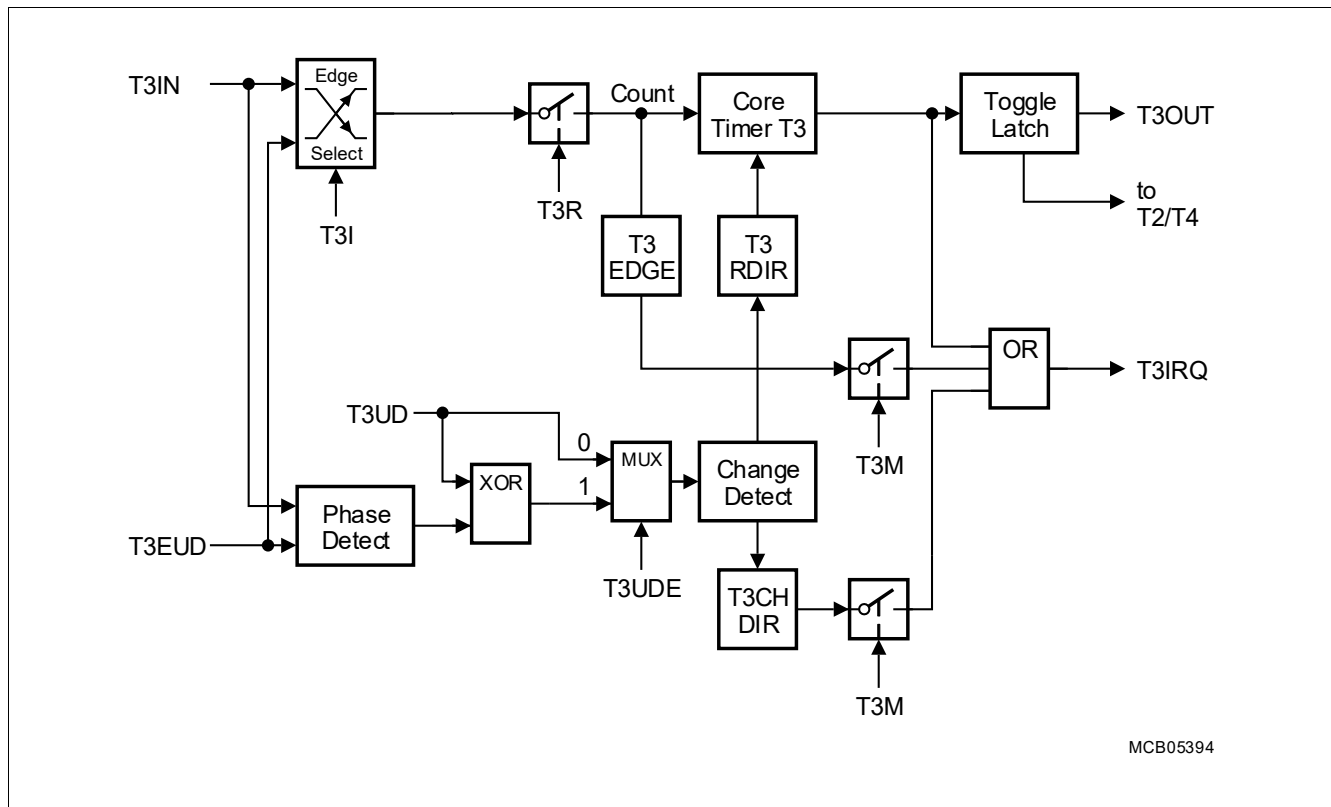 T3IN
Edge
Select
T3I
T3R
Count
Core
Timer T3
Toggle
Latch
T3OUT
to
T2/T4
T3
EDGE
T3
RDIR
OR
T3IRQ
T3M
T3UD
0
1
XOR
MUX
Change
Detect
Phase
Detect
T3EUD
T3UDE
T3CH
DIR
T3M
MCB05394